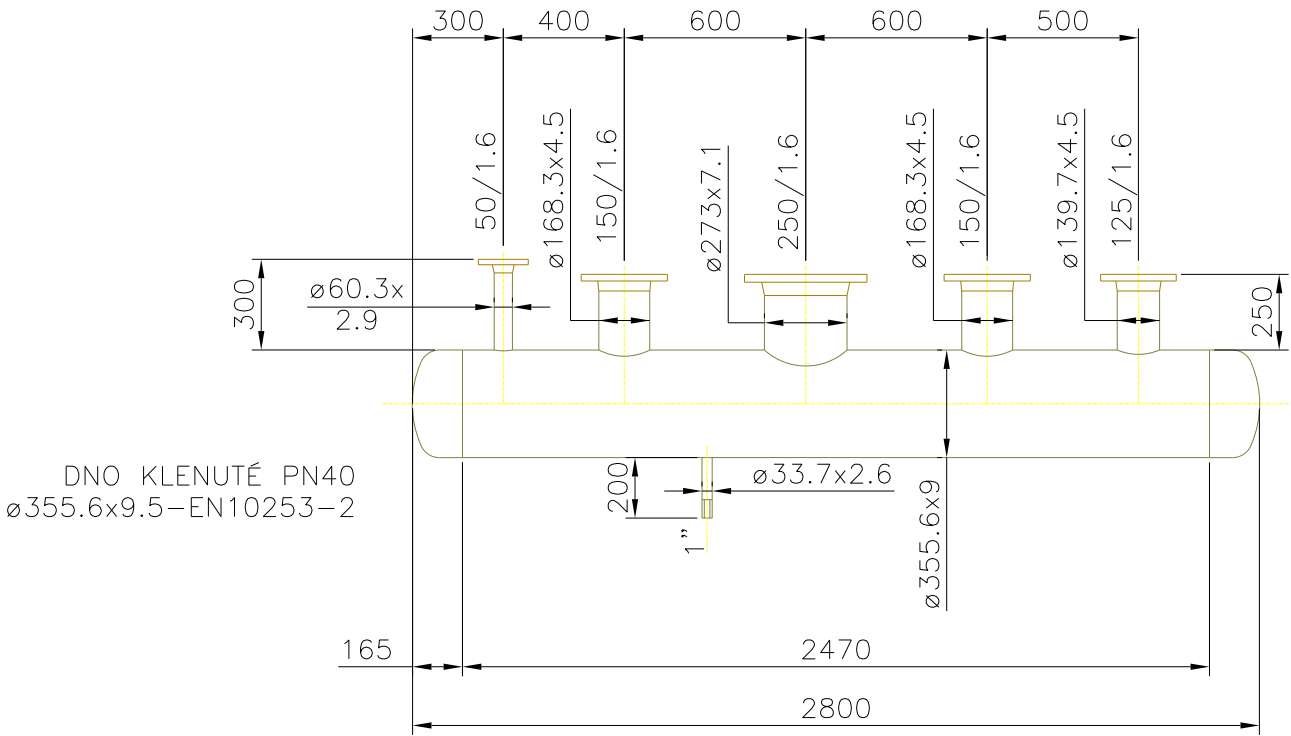 300
400
600
600
500
50/1.6
ø168.3x4.5
150/1.6
ø273x7.1
250/1.6
ø168.3x4.5
150/1.6
ø139.7x4.5
125/1.6
300
ø60.3x
2.9
250
DNO KLENUTÉ PN40
ø355.6x9.5-EN10253-2
200
1"
ø33.7x2.6
ø355.6x9
165
2470
2800